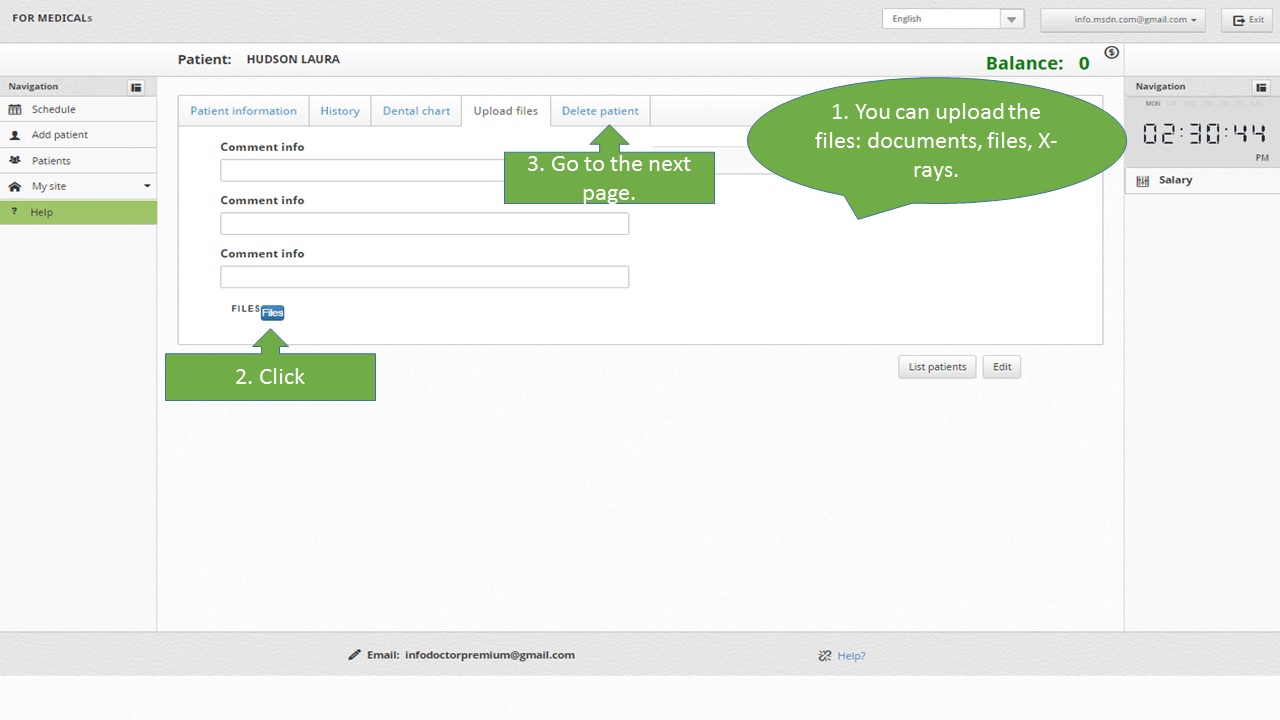 FOR MEDICALs
English
info.msdn.com@gmail.com
Exit
Patient: HUDSON LAURA
Balance: 0
Navigation
Schedule
Add patient
Patients
My site
? Help
Patient information
History
Dental chart
Upload files
Delete patient
Comment info
Comment info
Comment info
FILES
Files
1. You can upload the
files: documents, files, X-
rays.
3. Go to the next
page.
2. Click
List patients
Edit
Navigation
MON
02:30:44
PM
Salary
Email: infodoctorpremium@gmail.com
Help?